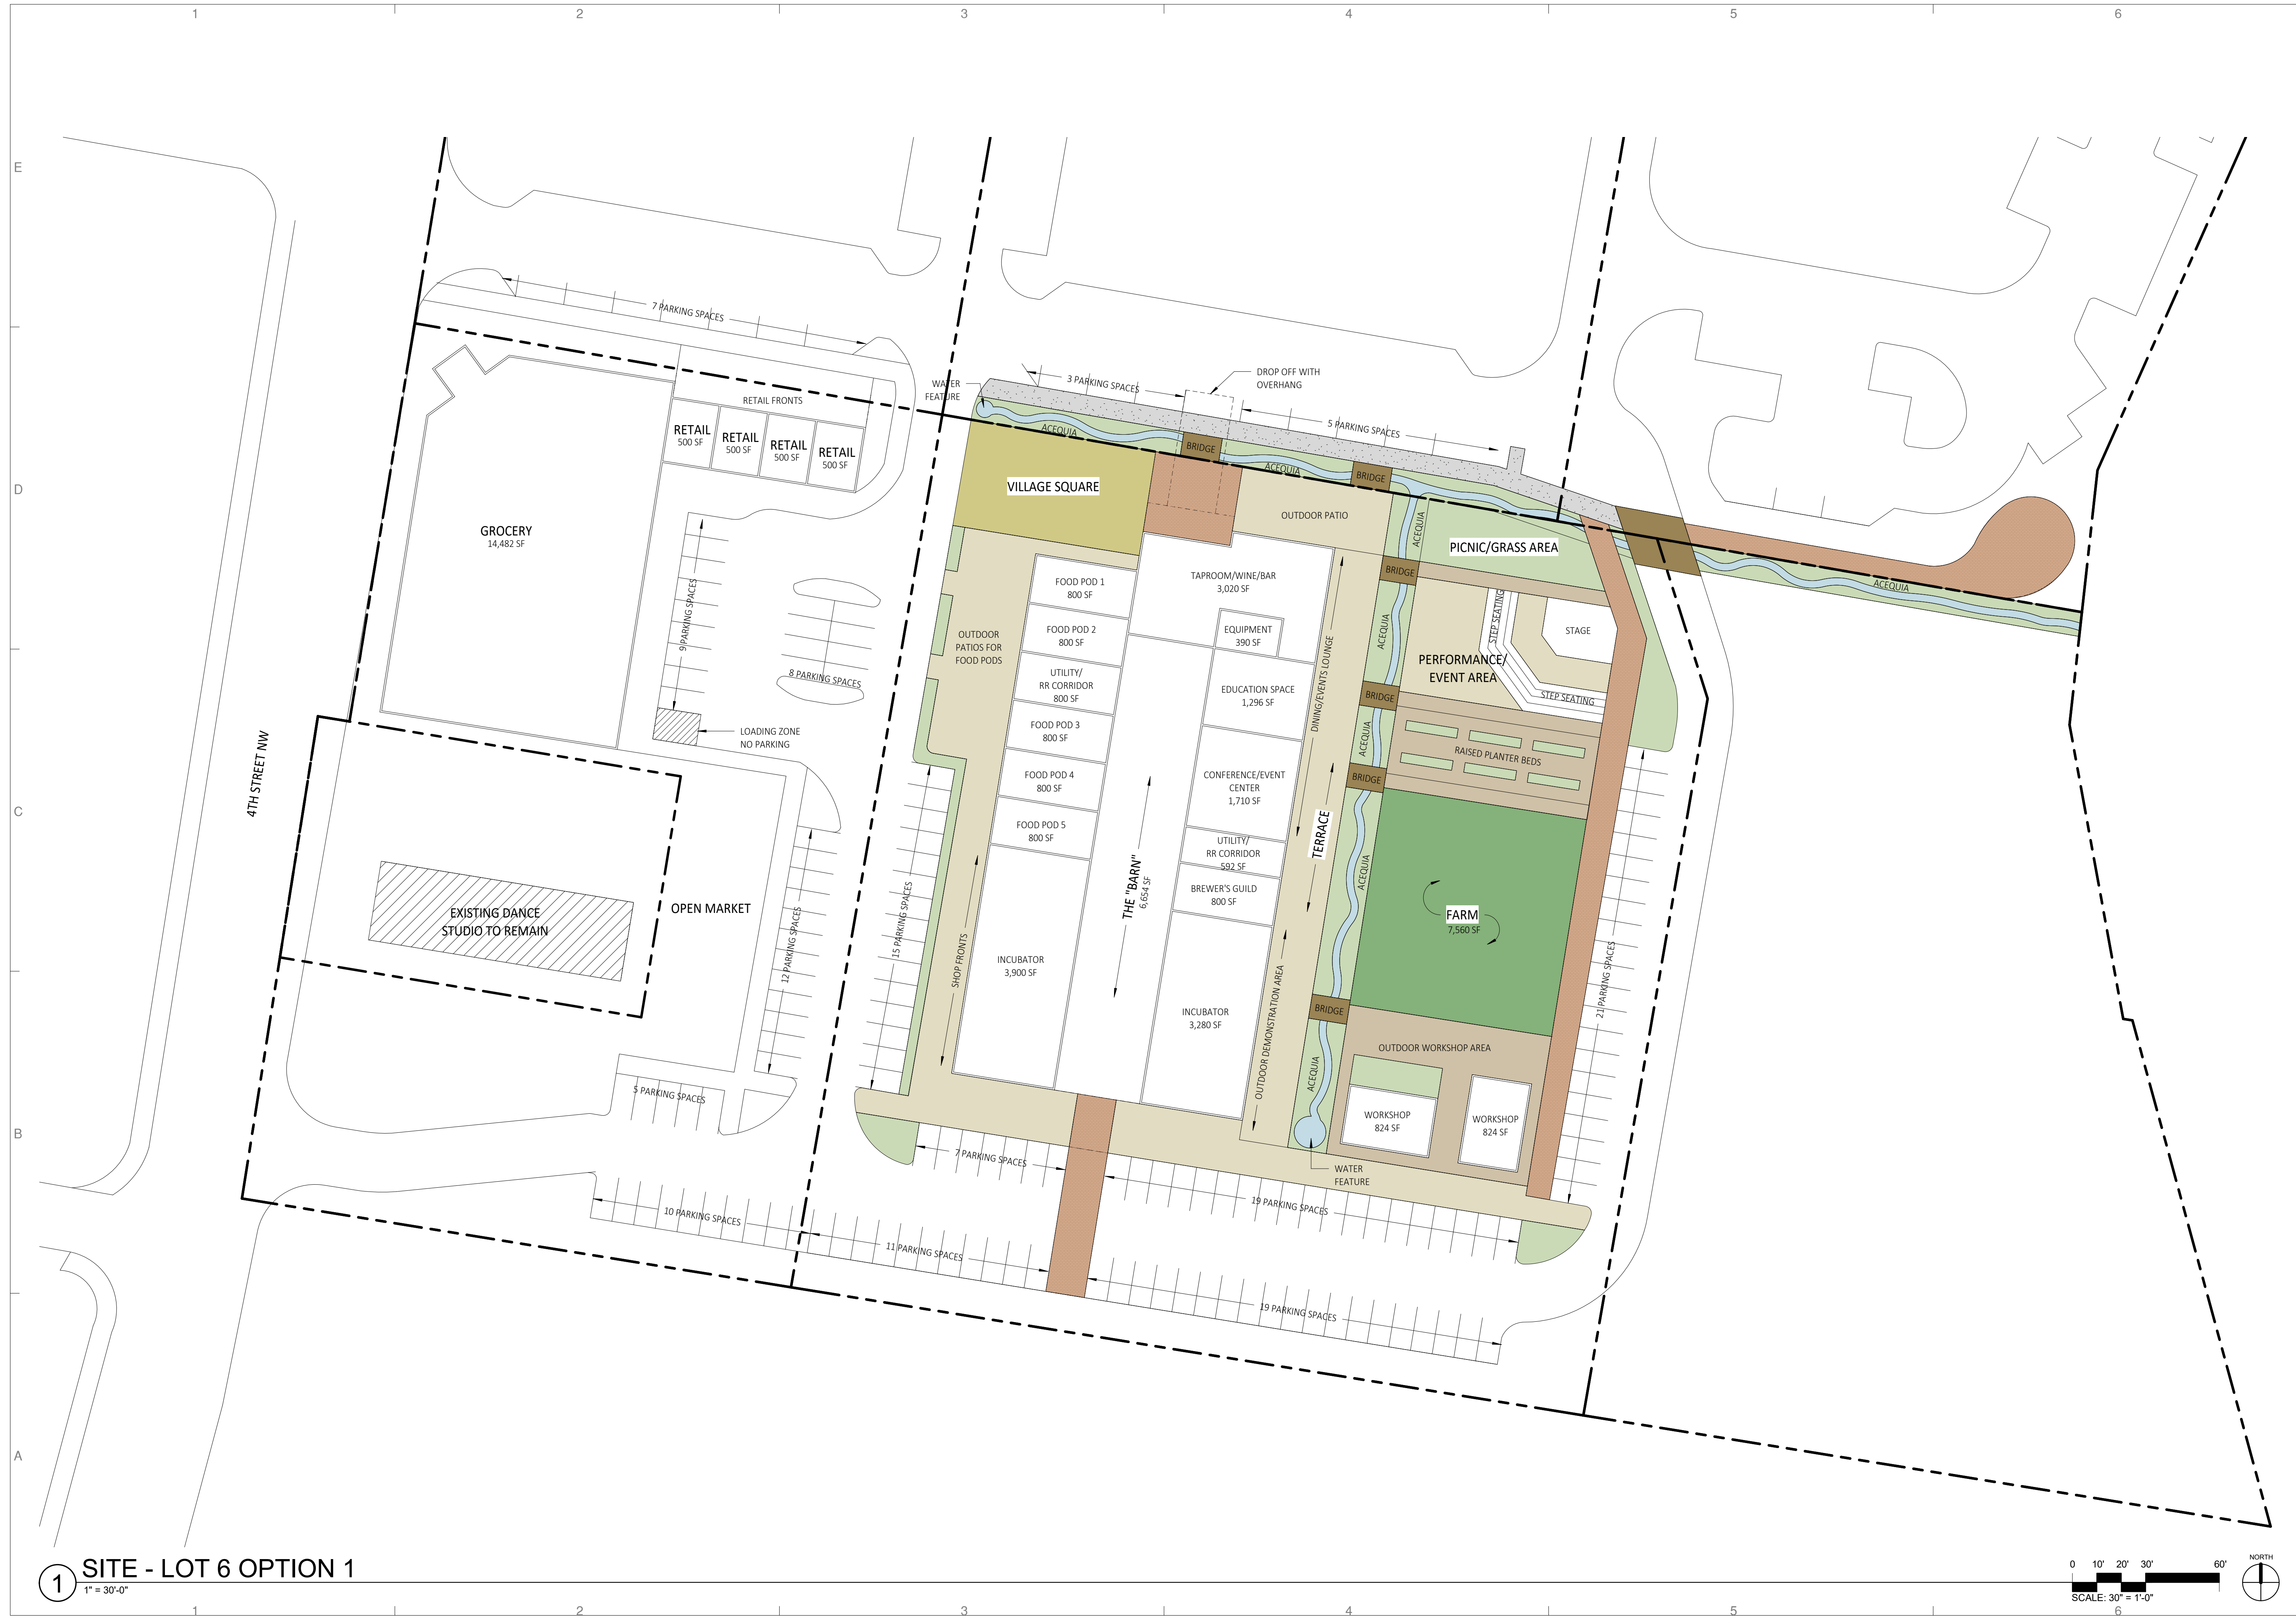 1 2 3 4 5 6
E
D
C
B
A
7 PARKING SPACES
RETAIL FRONTS
RETAIL
500 SF
RETAIL
500 SF
RETAIL
500 SF
RETAIL
500 SF
GROCERY
14,482 SF
9 PARKING SPACES
8 PARKING SPACES
LOADING ZONE
NO PARKING
4TH STREET NW
EXISTING DANCE
STUDIO TO REMAIN
OPEN MARKET
12 PARKING SPACES
5 PARKING SPACES
10 PARKING SPACES
WATER
FEATURE
3 PARKING SPACES
DROP OFF WITH
OVERHANG
5 PARKING SPACES
ACEQUIA
BRIDGE
ACEQUIA
BRIDGE
VILLAGE SQUARE
OUTDOOR PATIO
ACEQUIA
PICNIC/GRASS AREA
ACEQUIA
BRIDGE
FOOD POD 1
800 SF
FOOD POD 2
800 SF
UTILITY/
RR CORRIDOR
800 SF
FOOD POD 3
800 SF
FOOD POD 4
800 SF
FOOD POD 5
800 SF
OUTDOOR
PATIOS FOR
FOOD PODS
TAPROOM/WINE/BAR
3,020 SF
EQUIPMENT
390 SF
EDUCATION SPACE
1,296 SF
CONFERENCE/EVENT
CENTER
1,710 SF
UTILITY/
RR CORRIDOR
592 SF
BREWER'S GUILD
800 SF
INCUBATOR
3,900 SF
INCUBATOR
3,280 SF
THE "BARN"
6,654 SF
SHOP FRONTS
15 PARKING SPACES
DINING/EVENTS LOUNGE
TERRACE
OUTDOOR DEMONSTRATION AREA
ACEQUIA
BRIDGE
ACEQUIA
BRIDGE
ACEQUIA
BRIDGE
ACEQUIA
STEP SEATING
STAGE
PERFORMANCE/
EVENT AREA
STEP SEATING
RAISED PLANTER BEDS
FARM
7,560 SF
21 PARKING SPACES
OUTDOOR WORKSHOP AREA
WORKSHOP
824 SF
WORKSHOP
824 SF
WATER
FEATURE
7 PARKING SPACES
19 PARKING SPACES
11 PARKING SPACES
19 PARKING SPACES
1
SITE - LOT 6 OPTION 1
1" = 30'-0"
0 10' 20' 30' 60'
SCALE: 30" = 1'-0"
NORTH
1 2 3 4 5 6